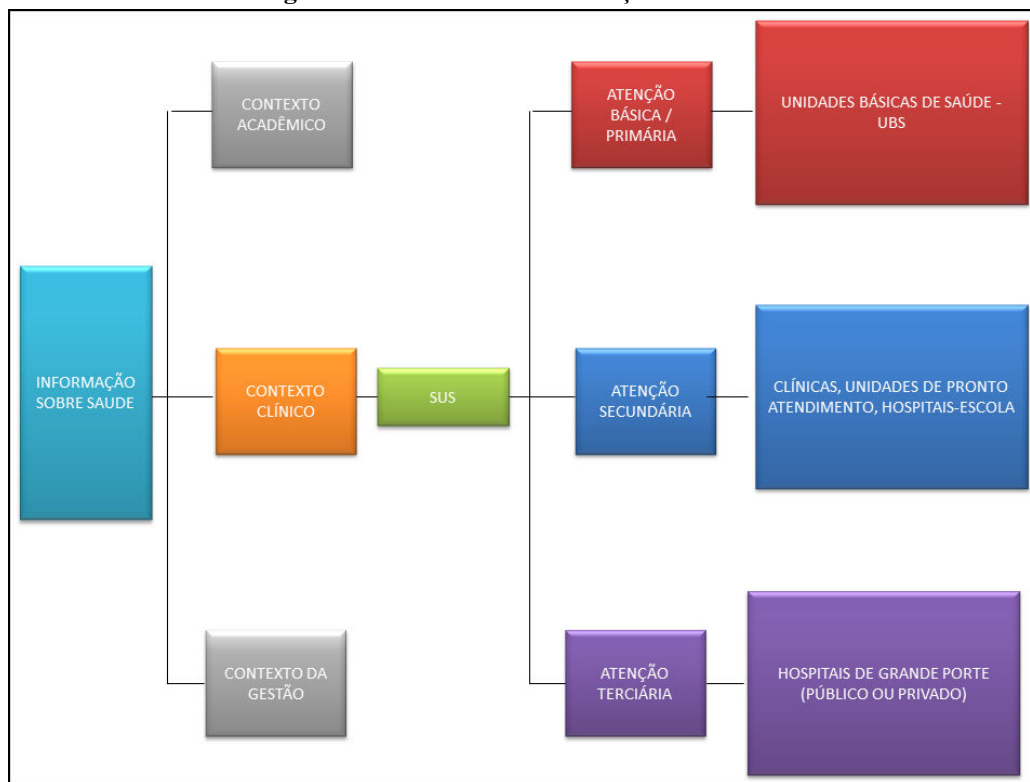 CONTEXTO
ACADÊMICO
ATENÇÃO
BÁSICA /
PRIMÁRIA
UNIDADES BÁSICAS DE SAÚDE -
UBS
INFORMAÇÃO
SOBRE SAUDE
CONTEXTO
CLÍNICO
SUS
ATENÇÃO
SECUNDÁRIA
CLÍNICAS, UNIDADES DE PRONTO
ATENDIMENTO, HOSPITAIS-ESCOLA
CONTEXTO DA
GESTÃO
ATENÇÃO
TERCIÁRIA
HOSPITAIS DE GRANDE PORTE
(PÚBLICO OU PRIVADO)